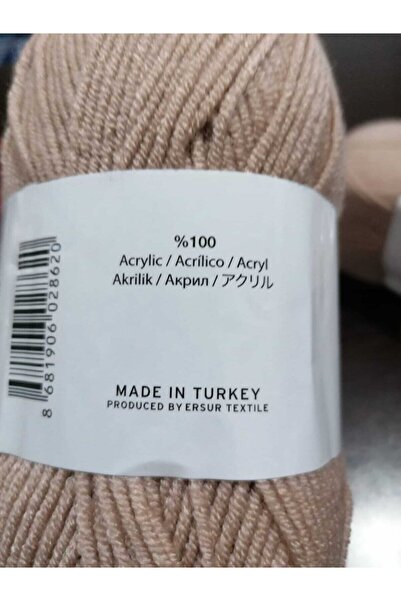 %100
Acrylic / Acrílico / Acryl
Akrilik / Акрил / アクリル
MADE IN TURKEY
PRODUCED BY ERSUR TEXTILE
8 681906 028620